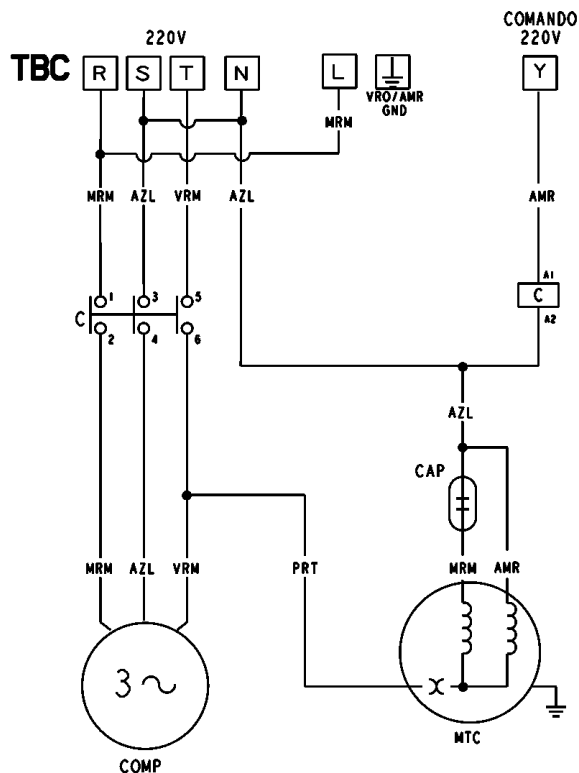 COMANDO
220V
220V
TBC R S T N L Y
VRO/AMR
GND
MRM
MRM AZL VRM AZL AMR
A1
C
A2
1 3 5
C
2 4 6
AZL
CAP
MRM AZL VRM PRT MRM AMR
3
MTC
COMP